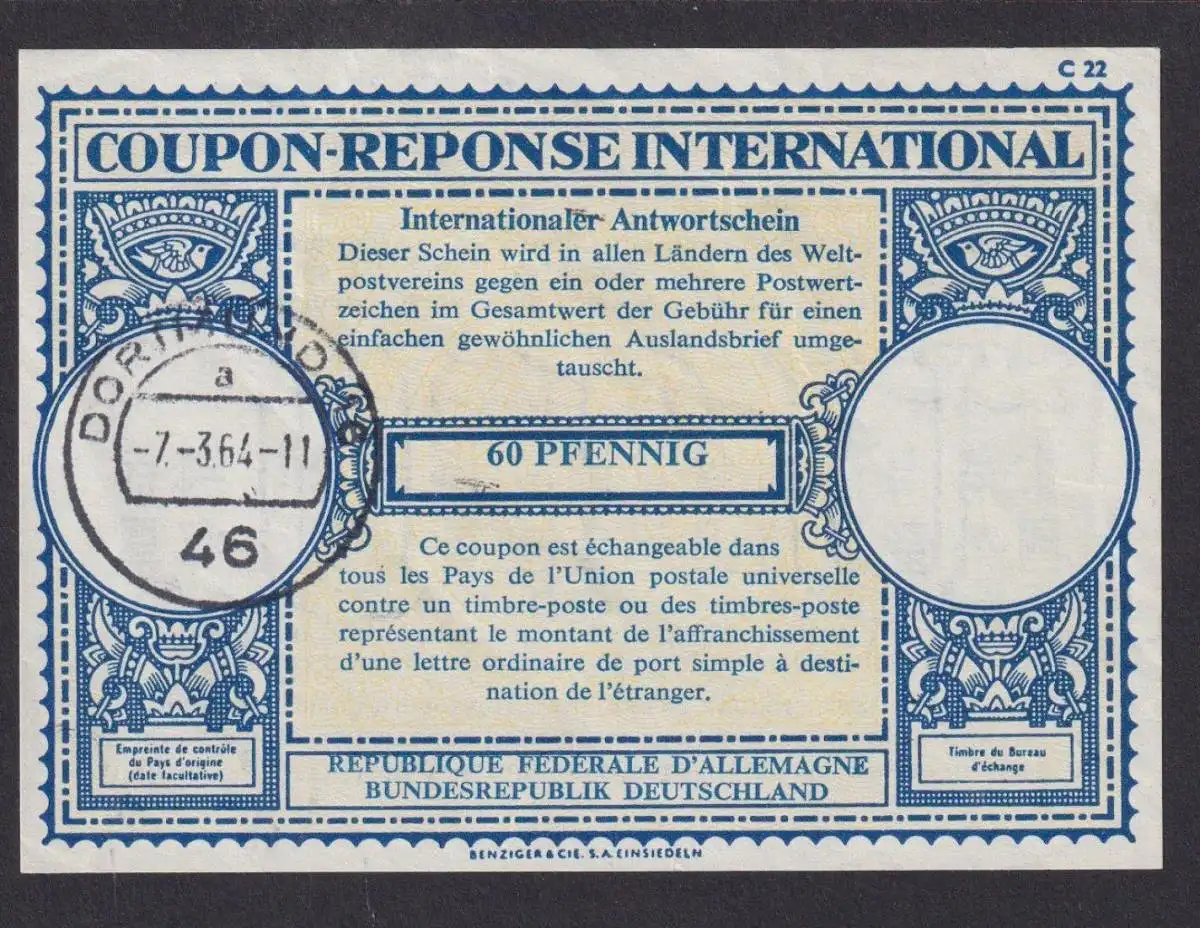 C 22
COUPON-REPONSE INTERNATIONAL
Internationaler Antwortschein
Dieser Schein wird in allen Ländern des Welt-
postvereins gegen ein oder mehrere Postwert-
zeichen im Gesamtwert der Gebühr für einen
einfachen gewöhnlichen Auslandsbrief umge-
tauscht.
DORTMUND
a
-7.-3.64-11
46
60 PFENNIG
Ce coupon est échangeable dans
tous les Pays de l'Union postale universelle
contre un timbre-poste ou des timbres-poste
représentant le montant de l'affranchissement
d'une lettre ordinaire de port simple à desti-
nation de l'étranger.
Empreinte de contrôle
du Pays d'origine
(date facultative)
Timbre du Bureau
d'échange
REPUBLIQUE FEDERALE D'ALLEMAGNE
BUNDESREPUBLIK DEUTSCHLAND
BENZIGER & CIE. S.A. EINSIEDELN